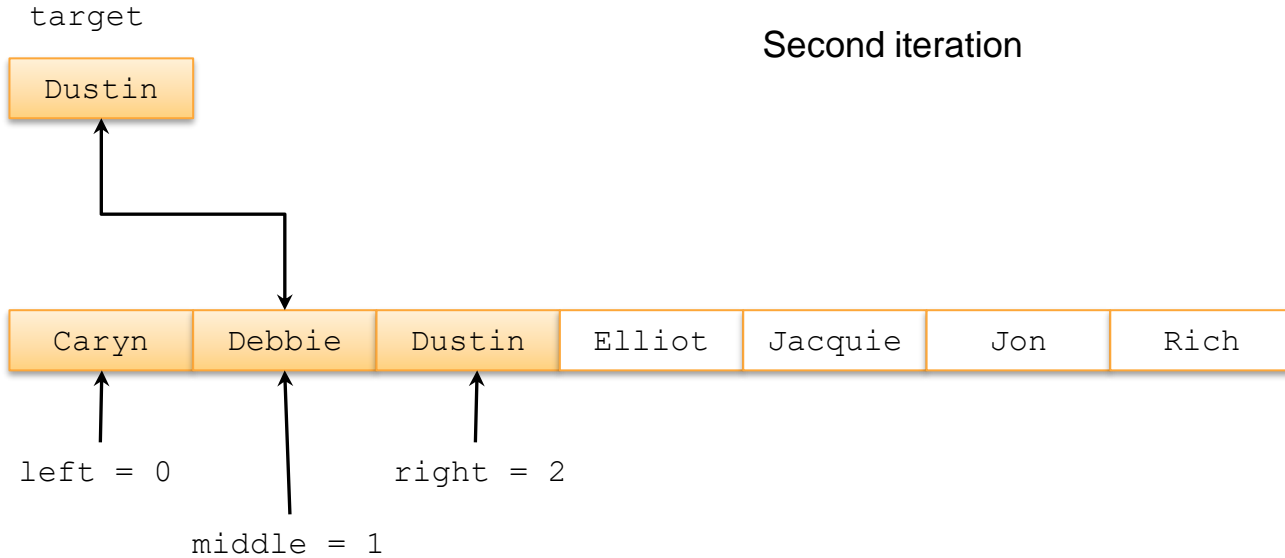 target
Second iteration
Dustin
Caryn Debbie Dustin Elliot Jacquie Jon Rich
left = 0 right = 2
middle = 1